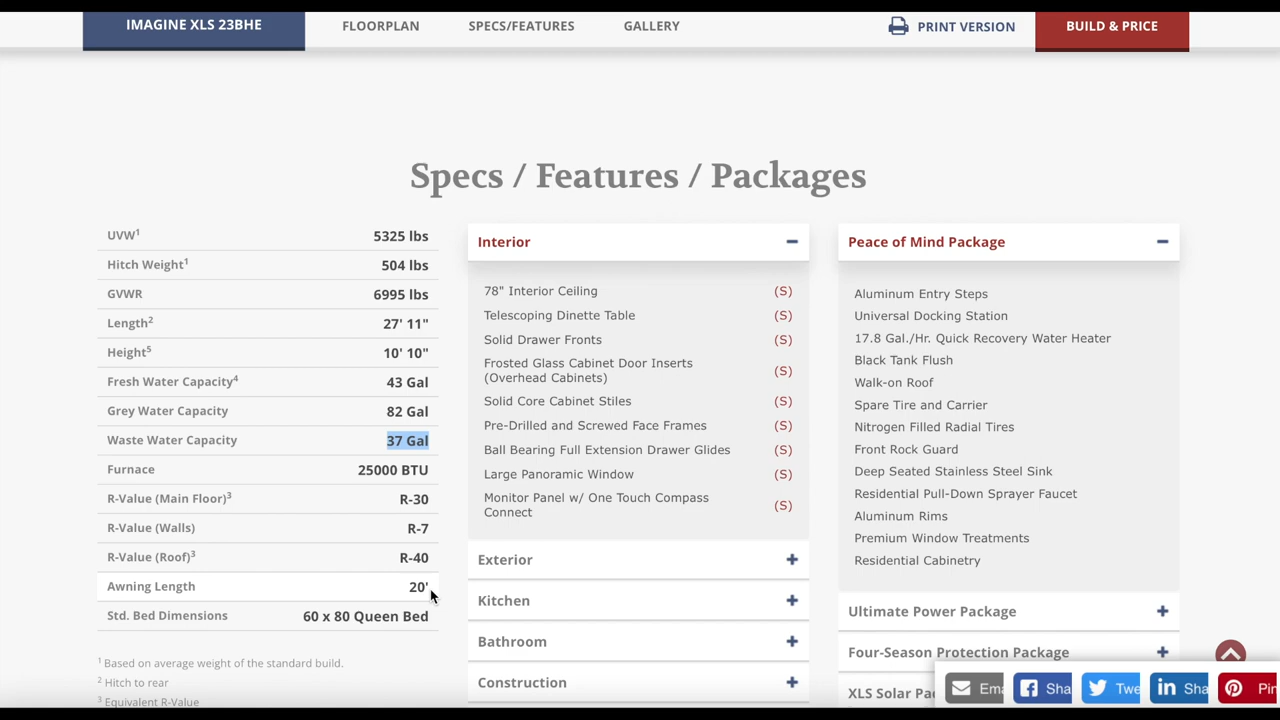 IMAGINE XLS 23BHE
FLOORPLAN
SPECS/FEATURES
GALLERY
PRINT VERSION
BUILD & PRICE
Specs / Features / Packages
UVW1 5325 lbs
Hitch Weight1 504 lbs
GVWR 6995 lbs
Length2 27' 11"
Height5 10' 10"
Fresh Water Capacity4 43 Gal
Grey Water Capacity 82 Gal
Waste Water Capacity 37 Gal
Furnace 25000 BTU
R-Value (Main Floor)3 R-30
R-Value (Walls) R-7
R-Value (Roof)3 R-40
Awning Length 20'
Std. Bed Dimensions 60 x 80 Queen Bed
1 Based on average weight of the standard build.
2 Hitch to rear
3 Equivalent R-Value
Interior
78" Interior Ceiling (S)
Telescoping Dinette Table (S)
Solid Drawer Fronts (S)
Frosted Glass Cabinet Door Inserts
(Overhead Cabinets) (S)
Solid Core Cabinet Stiles (S)
Pre-Drilled and Screwed Face Frames (S)
Ball Bearing Full Extension Drawer Glides (S)
Large Panoramic Window (S)
Monitor Panel w/ One Touch Compass
Connect (S)
Exterior
Kitchen
Bathroom
Construction
Peace of Mind Package
Aluminum Entry Steps
Universal Docking Station
17.8 Gal./Hr. Quick Recovery Water Heater
Black Tank Flush
Walk-on Roof
Spare Tire and Carrier
Nitrogen Filled Radial Tires
Front Rock Guard
Deep Seated Stainless Steel Sink
Residential Pull-Down Sprayer Faucet
Aluminum Rims
Premium Window Treatments
Residential Cabinetry
Ultimate Power Package
Four-Season Protection Package
XLS Solar Pa
Ema
Sha
Twe
Sha
Pin